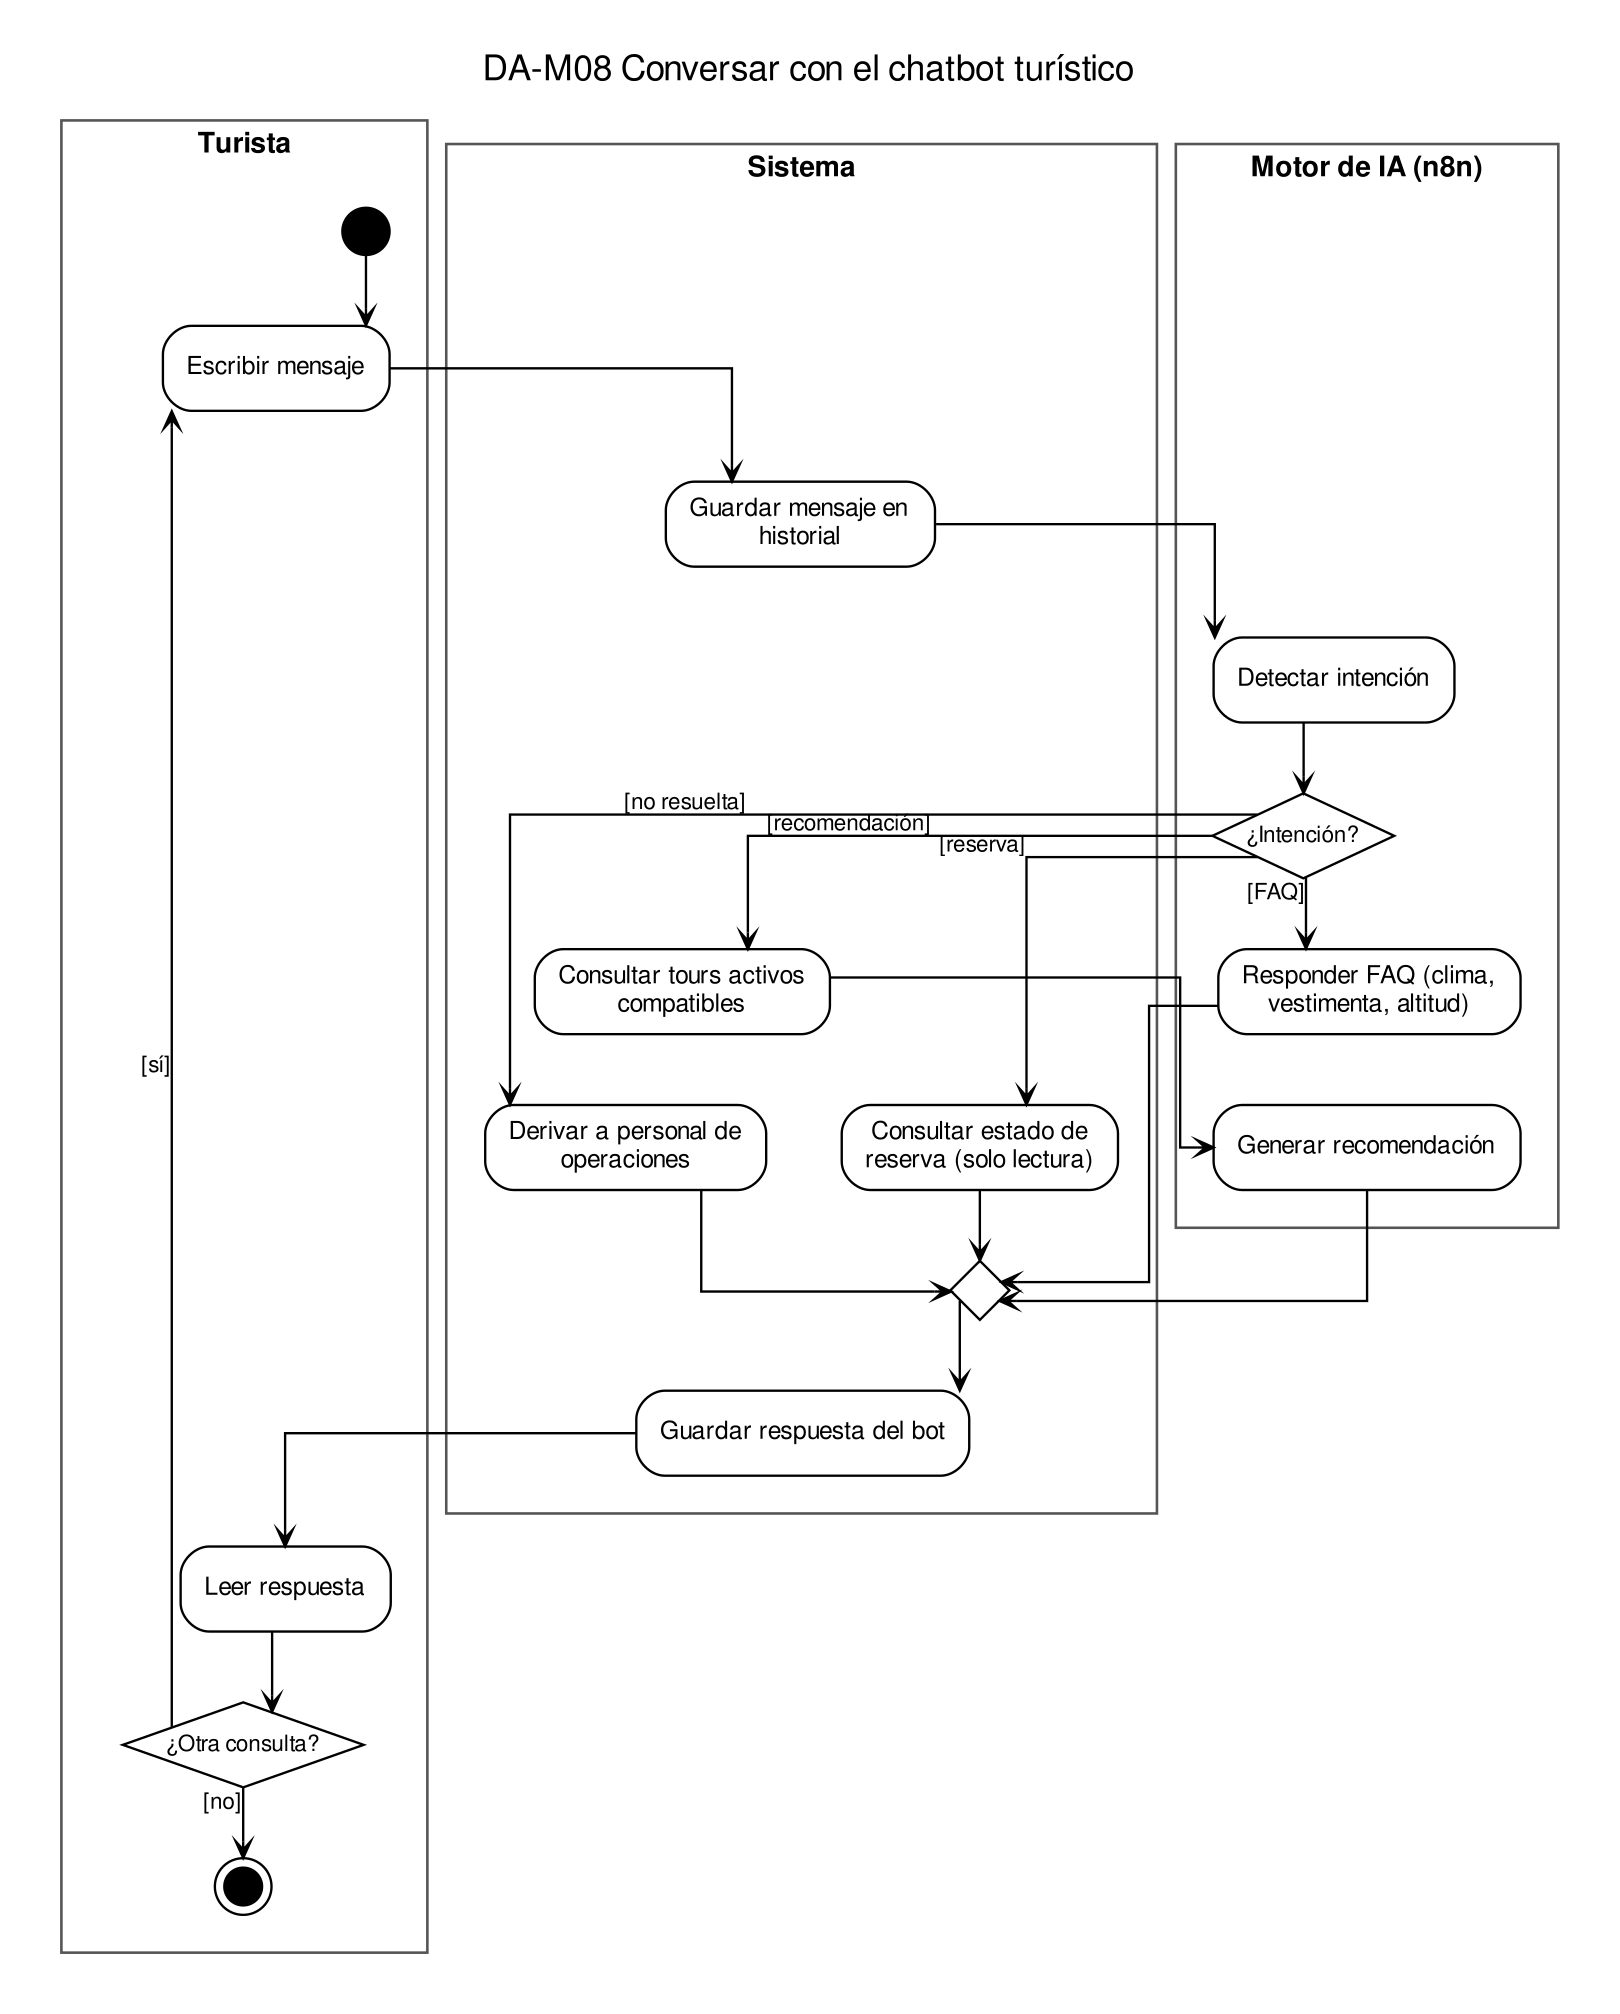 DA-M08 Conversar con el chatbot turístico
Turista
Sistema
Motor de IA (n8n)
Escribir mensaje
Guardar mensaje en
historial
Detectar intención
[no resuelta]
[recomendación]
[reserva]
¿Intención?
[FAQ]
Consultar tours activos
compatibles
Responder FAQ (clima,
vestimenta, altitud)
[sí]
Derivar a personal de
operaciones
Consultar estado de
reserva (solo lectura)
Generar recomendación
Guardar respuesta del bot
Leer respuesta
¿Otra consulta?
[no]